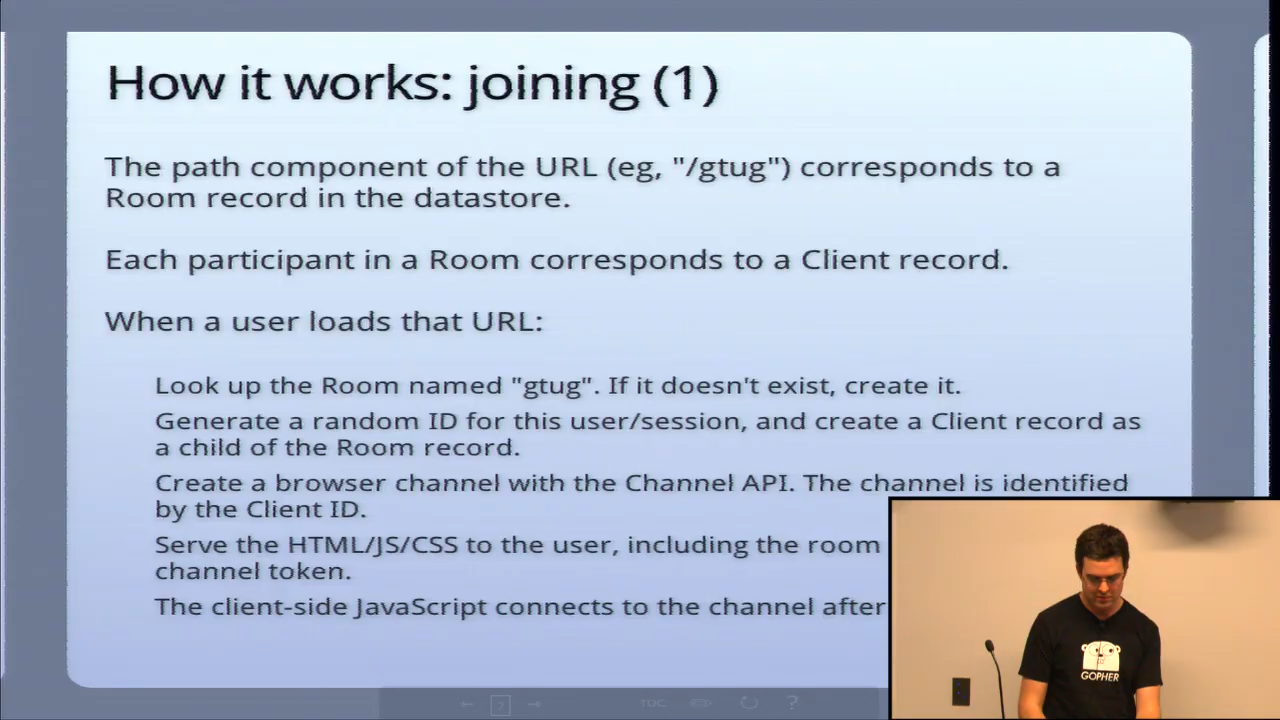 How it works: joining (1)
The path component of the URL (eg, "/gtug") corresponds to a
Room record in the datastore.
Each participant in a Room corresponds to a Client record.
When a user loads that URL:
Look up the Room named "gtug". If it doesn't exist, create it.
Generate a random ID for this user/session, and create a Client record as
a child of the Room record.
Create a browser channel with the Channel API. The channel is identified
by the Client ID.
Serve the HTML/JS/CSS to the user, including the room
channel token.
The client-side JavaScript connects to the channel after
GOPHER
← 7 → TOC ?